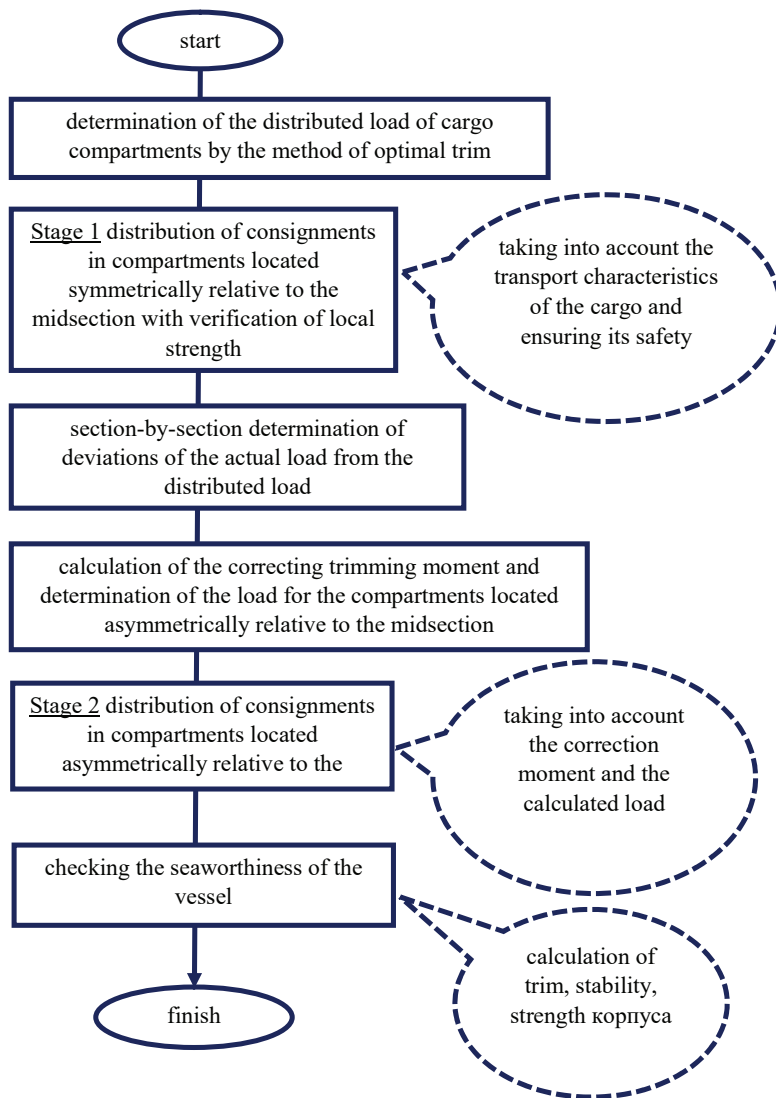 start
determination of the distributed load of cargo
compartments by the method of optimal trim
Stage 1 distribution of consignments
in compartments located
symmetrically relative to the
midsection with verification of local
strength
taking into account the
transport characteristics
of the cargo and
ensuring its safety
section-by-section determination of
deviations of the actual load from the
distributed load
calculation of the correcting trimming moment and
determination of the load for the compartments located
asymmetrically relative to the midsection
Stage 2 distribution of consignments
in compartments located
asymmetrically relative to the
taking into account
the correction
moment and the
calculated load
checking the seaworthiness of the
vessel
calculation of
trim, stability,
strength корпуса
finish